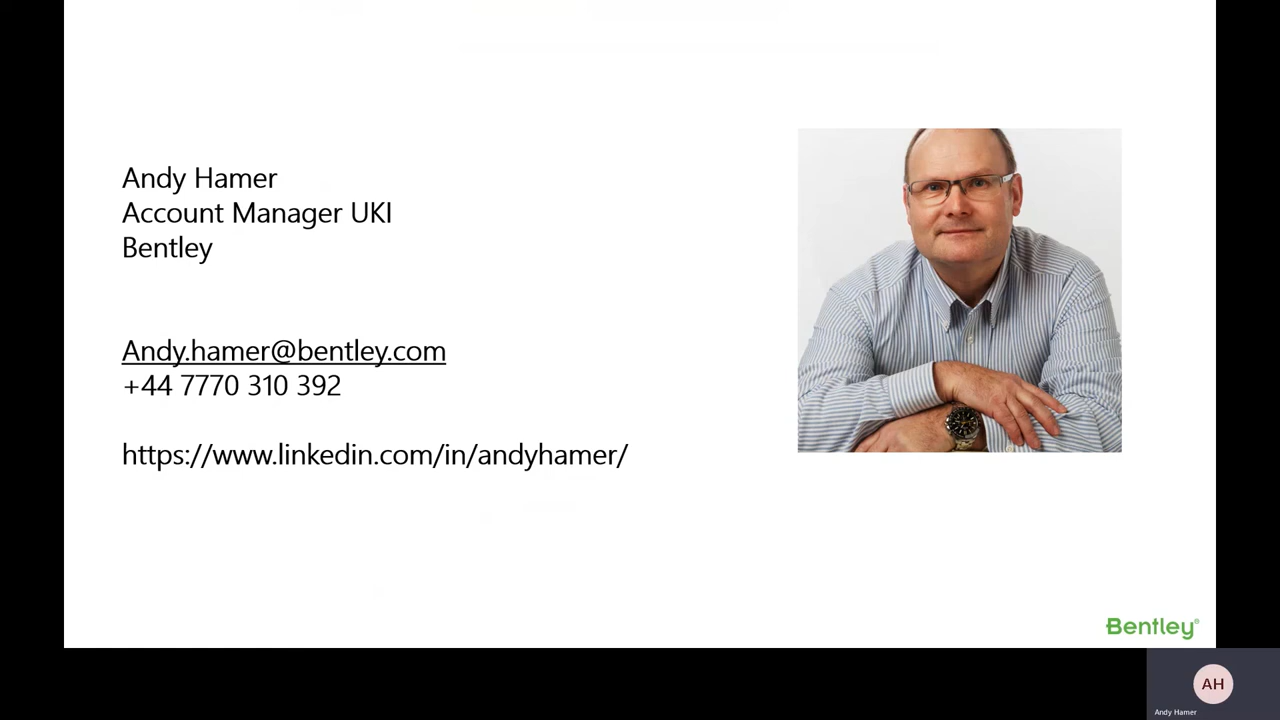 Andy Hamer
Account Manager UKI
Bentley
Andy.hamer@bentley.com
+44 7770 310 392
https://www.linkedin.com/in/andyhamer/
Bentley®
AH
Andy Hamer